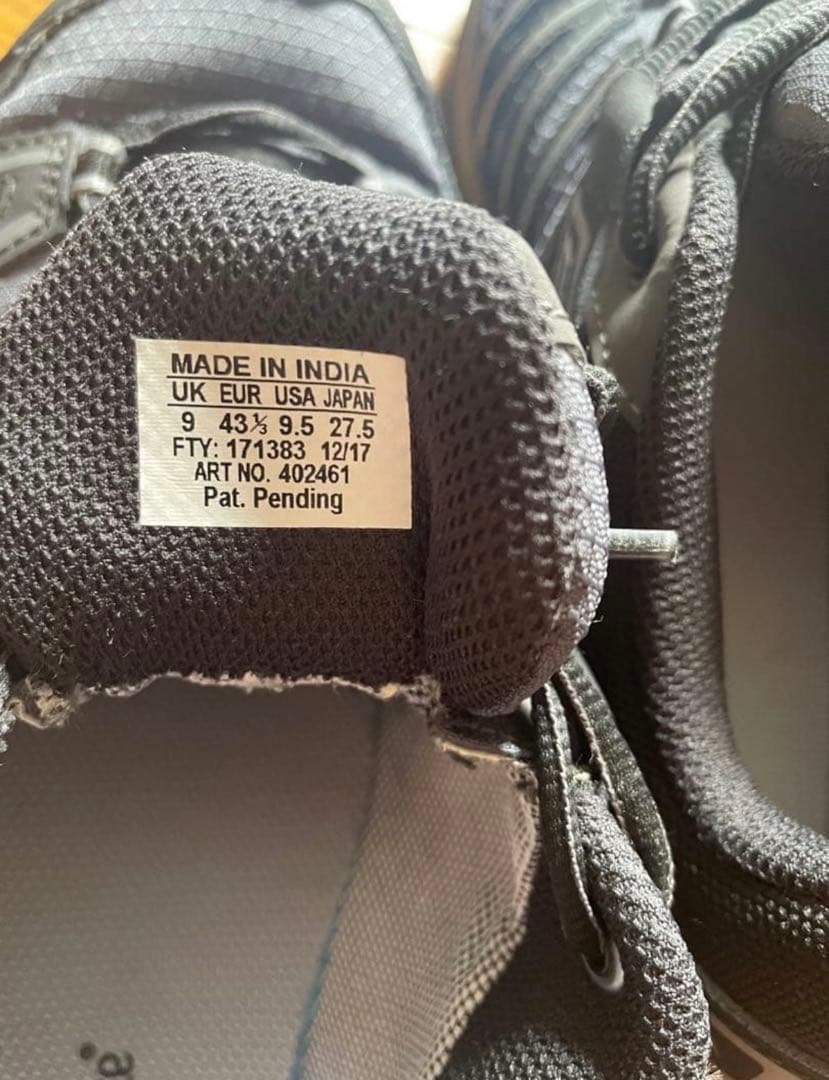 MADE IN INDIA
UK EUR USA JAPAN
9 43⅓ 9.5 27.5
FTY: 171383 12/17
ART NO. 402461
Pat. Pending